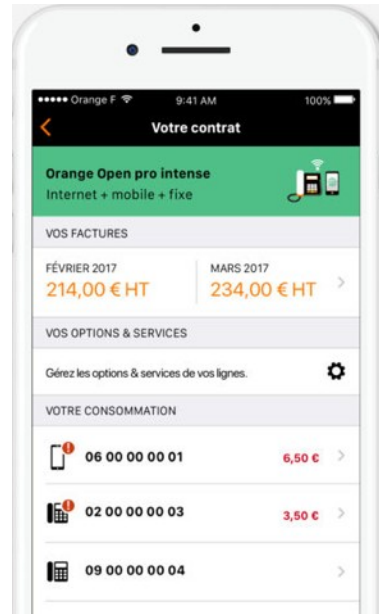 Orange F 9:41 AM 100%
Votre contrat
Orange Open pro intense
Internet + mobile + fixe
VOS FACTURES
FÉVRIER 2017 MARS 2017
214,00 € HT 234,00 € HT
VOS OPTIONS & SERVICES
Gérez les options & services de vos lignes.
VOTRE CONSOMMATION
06 00 00 00 01 6,50 €
02 00 00 00 03 3,50 €
09 00 00 00 04